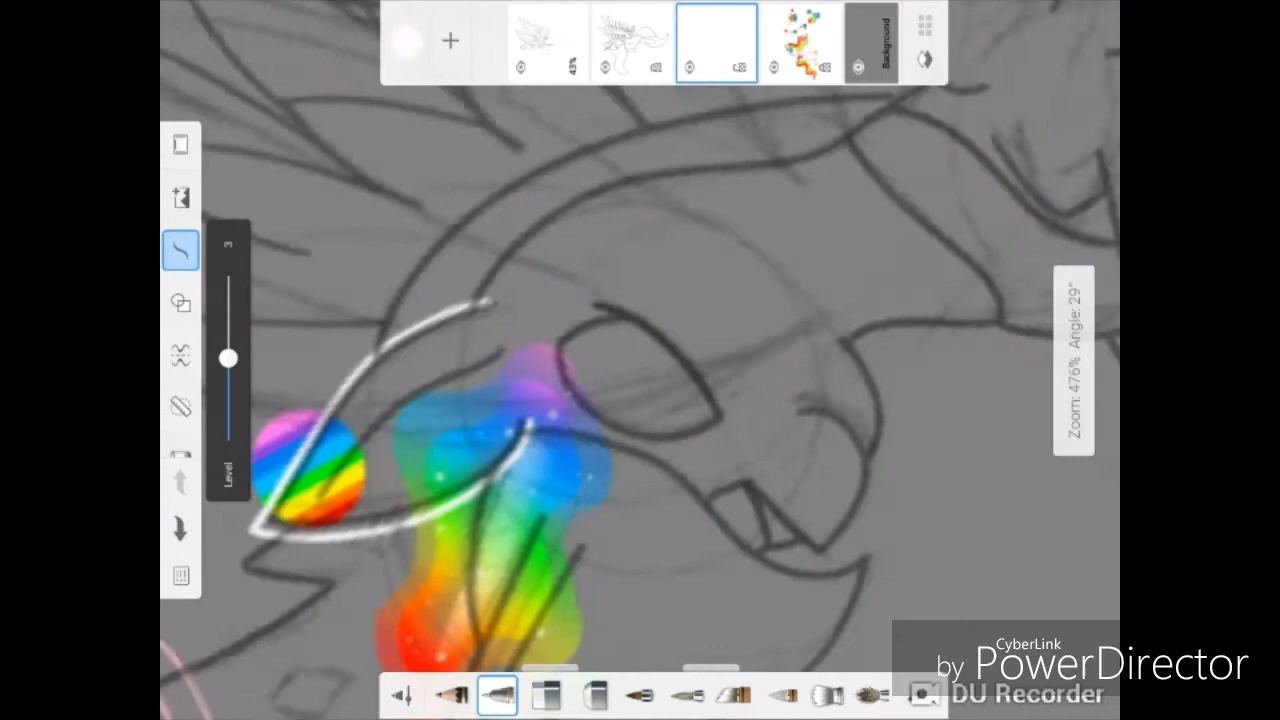 43%
Background
3
Level
Zoom: 476% Angle: 29°
CyberLink
by PowerDirector
DU Recorder